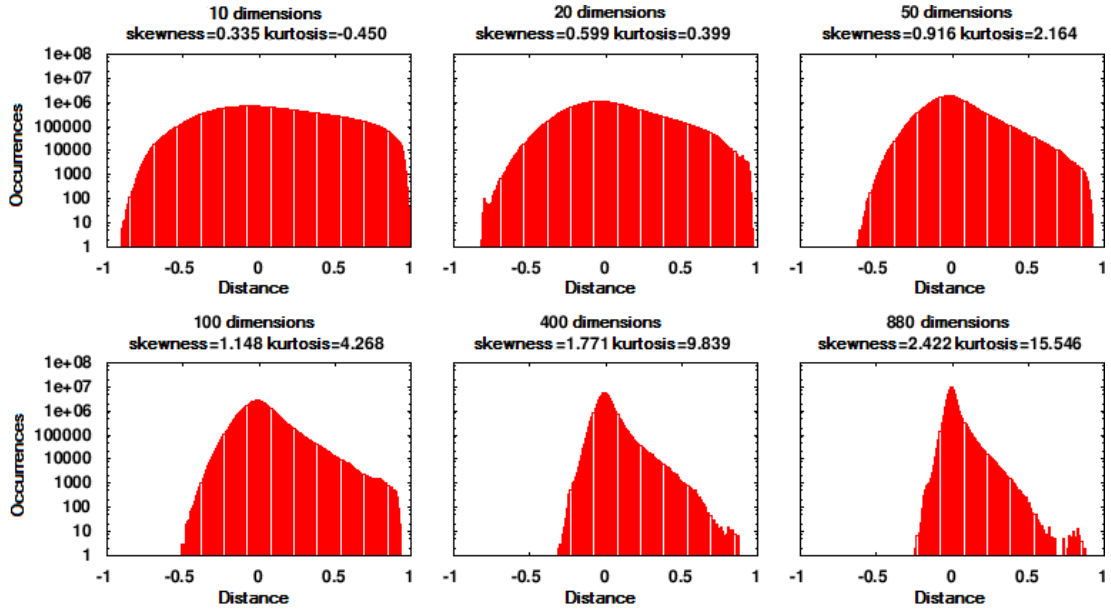 10 dimensions
skewness=0.335 kurtosis=-0.450
1e+08
1e+07
1e+06
100000
10000
1000
100
10
1
Occurrences
-1 -0.5 0 0.5 1
Distance
20 dimensions
skewness=0.599 kurtosis=0.399
-1 -0.5 0 0.5 1
Distance
50 dimensions
skewness=0.916 kurtosis=2.164
-1 -0.5 0 0.5 1
Distance
100 dimensions
skewness=1.148 kurtosis=4.268
1e+08
1e+07
1e+06
100000
10000
1000
100
10
1
Occurrences
-1 -0.5 0 0.5 1
Distance
400 dimensions
skewness=1.771 kurtosis=9.839
-1 -0.5 0 0.5 1
Distance
880 dimensions
skewness=2.422 kurtosis=15.546
-1 -0.5 0 0.5 1
Distance